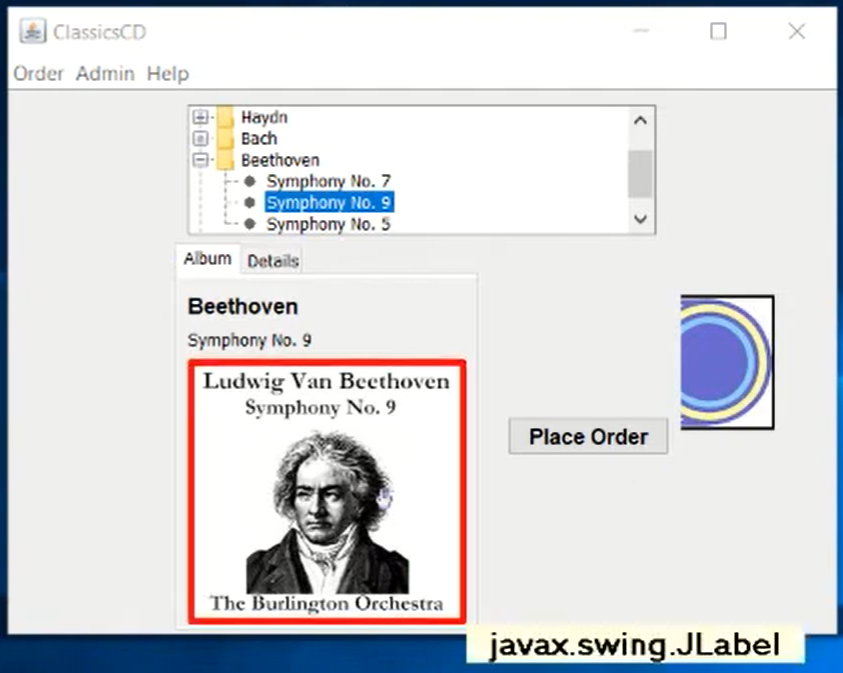 ClassicsCD
Order Admin Help
Haydn
Bach
Beethoven
Symphony No. 7
Symphony No. 9
Symphony No. 5
Album Details
Beethoven
Symphony No. 9
Ludwig Van Beethoven
Symphony No. 9
The Burlington Orchestra
Place Order
javax.swing.JLabel